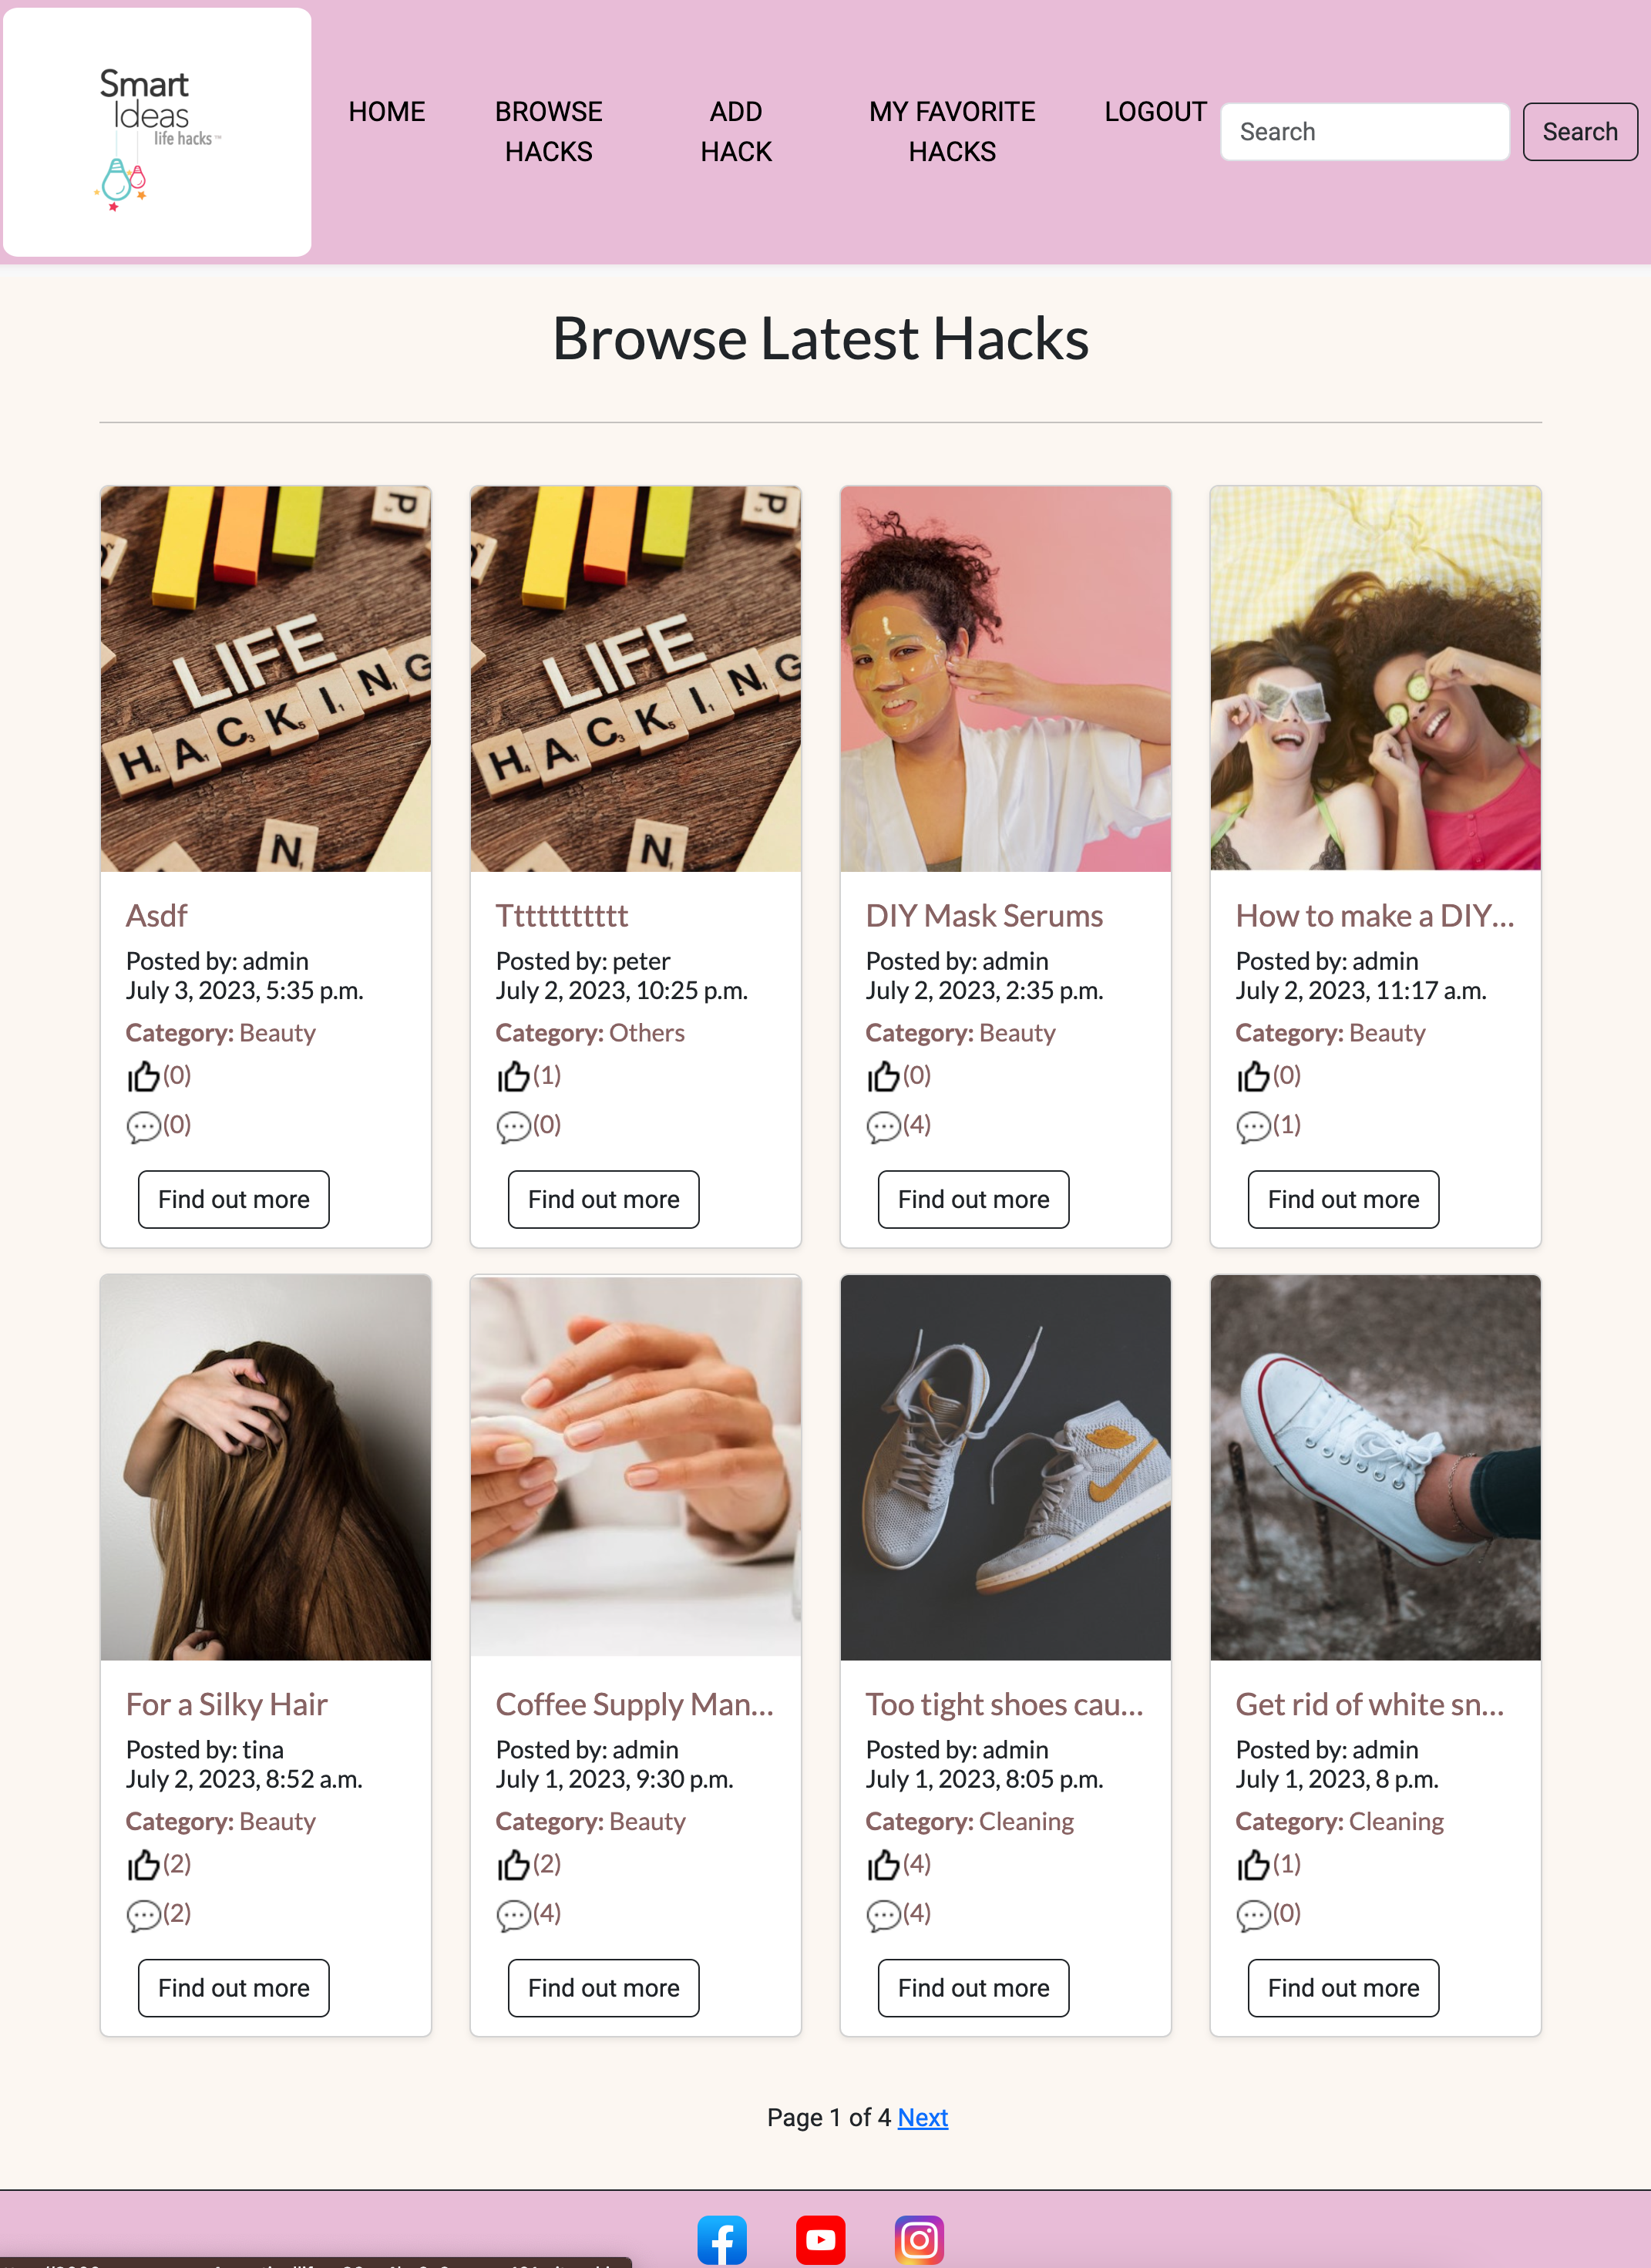 Smart
Ideas
life hacks™
HOME
BROWSE
HACKS
ADD
HACK
MY FAVORITE
HACKS
LOGOUT
Search
Search
Browse Latest Hacks
P
LIFE
HACKING
N
P
LIFE
HACKING
N
Asdf
Posted by: admin
July 3, 2023, 5:35 p.m.
Category: Beauty
(0)
(0)
Find out more
Tttttttttttt
Posted by: peter
July 2, 2023, 10:25 p.m.
Category: Others
(1)
(0)
Find out more
DIY Mask Serums
Posted by: admin
July 2, 2023, 2:35 p.m.
Category: Beauty
(0)
(4)
Find out more
How to make a DIY...
Posted by: admin
July 2, 2023, 11:17 a.m.
Category: Beauty
(0)
(1)
Find out more
For a Silky Hair
Posted by: tina
July 2, 2023, 8:52 a.m.
Category: Beauty
(2)
(2)
Find out more
Coffee Supply Man...
Posted by: admin
July 1, 2023, 9:30 p.m.
Category: Beauty
(2)
(4)
Find out more
Too tight shoes cau...
Posted by: admin
July 1, 2023, 8:05 p.m.
Category: Cleaning
(4)
(4)
Find out more
Get rid of white sn...
Posted by: admin
July 1, 2023, 8 p.m.
Category: Cleaning
(1)
(0)
Find out more
Page 1 of 4 Next